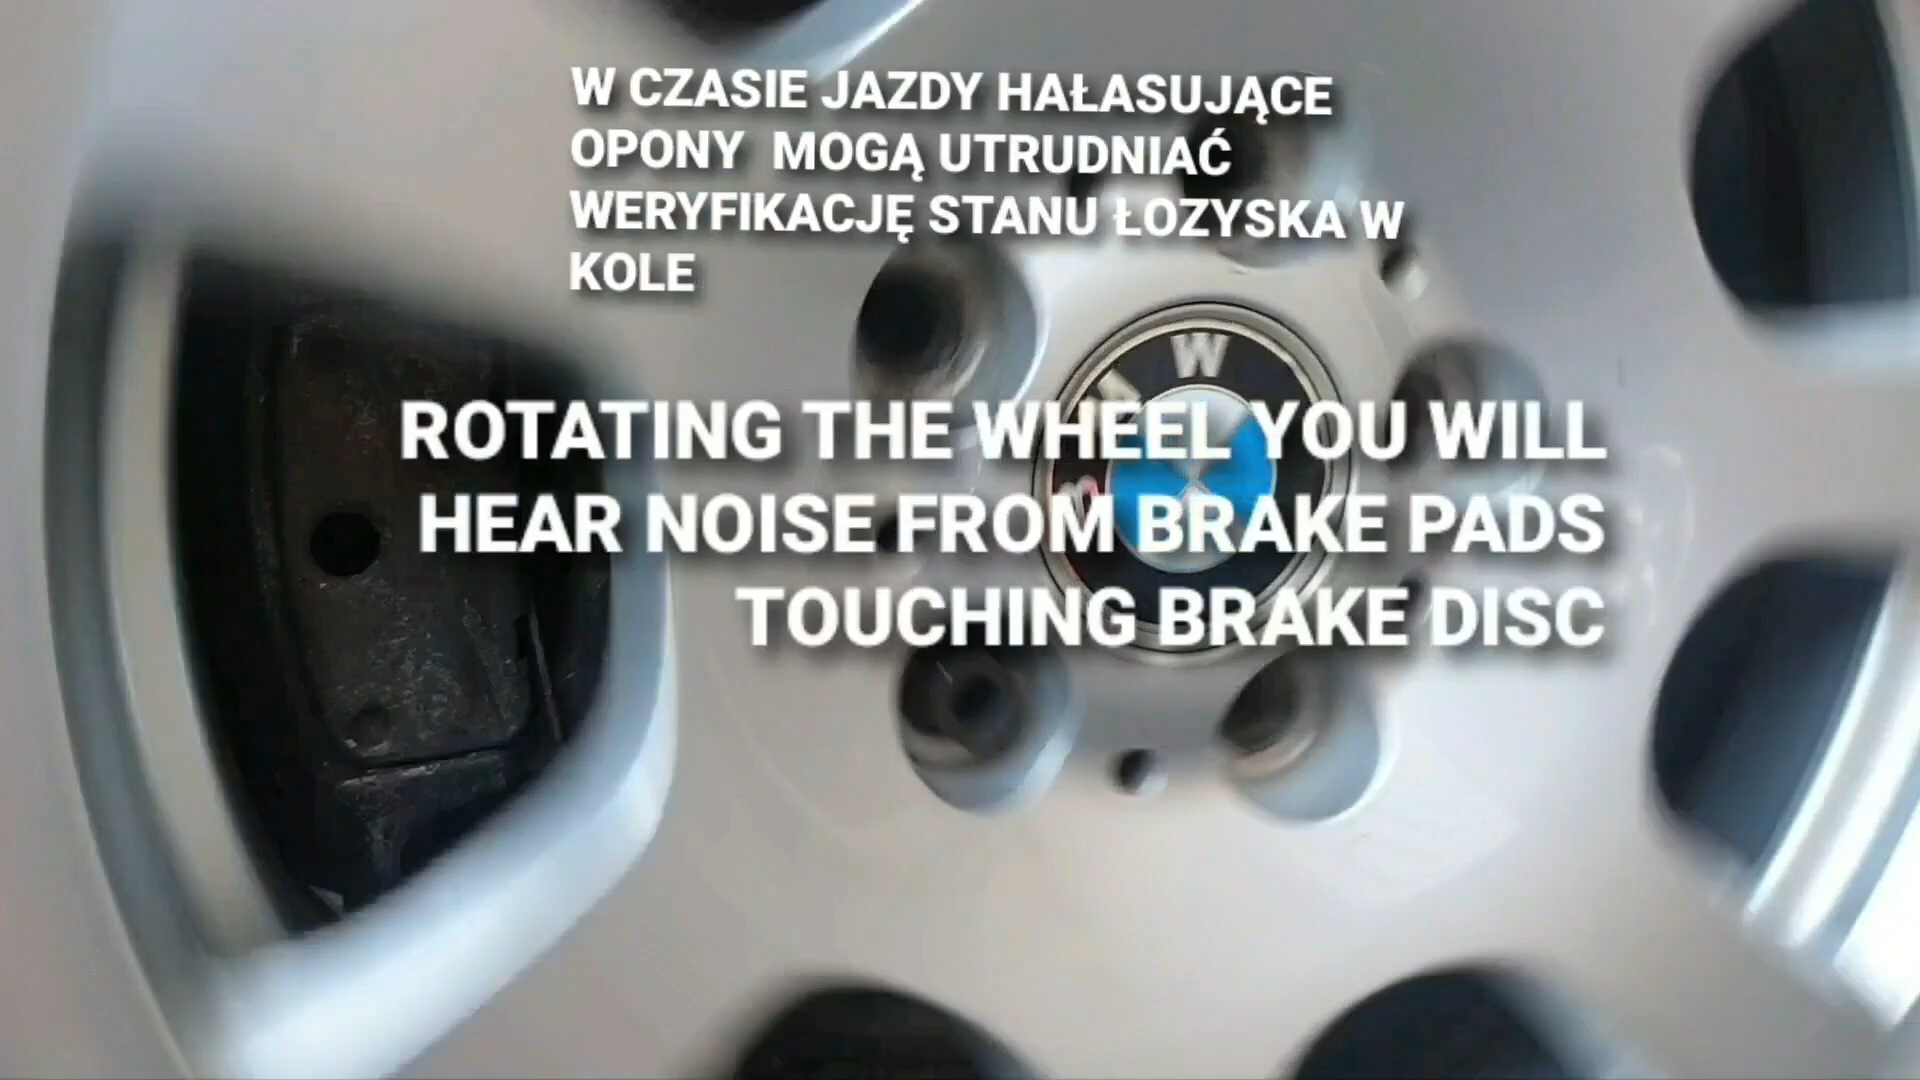 W CZASIE JAZDY HAŁASUJĄCE
OPONY MOGĄ UTRUDNIAĆ
WERYFIKACJĘ STANU ŁOZYSKA W
KOLE
W
ROTATING THE WHEEL YOU WILL
HEAR NOISE FROM BRAKE PADS
TOUCHING BRAKE DISC